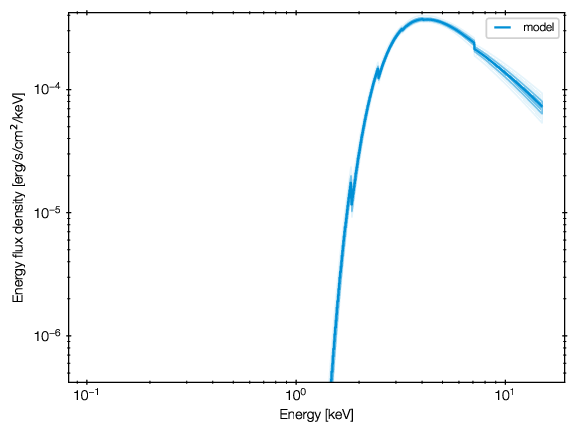 model
Energy flux density [erg/s/cm²/keV]
10⁻⁴
10⁻⁵
10⁻⁶
10⁻¹ 10⁰ 10¹
Energy [keV]